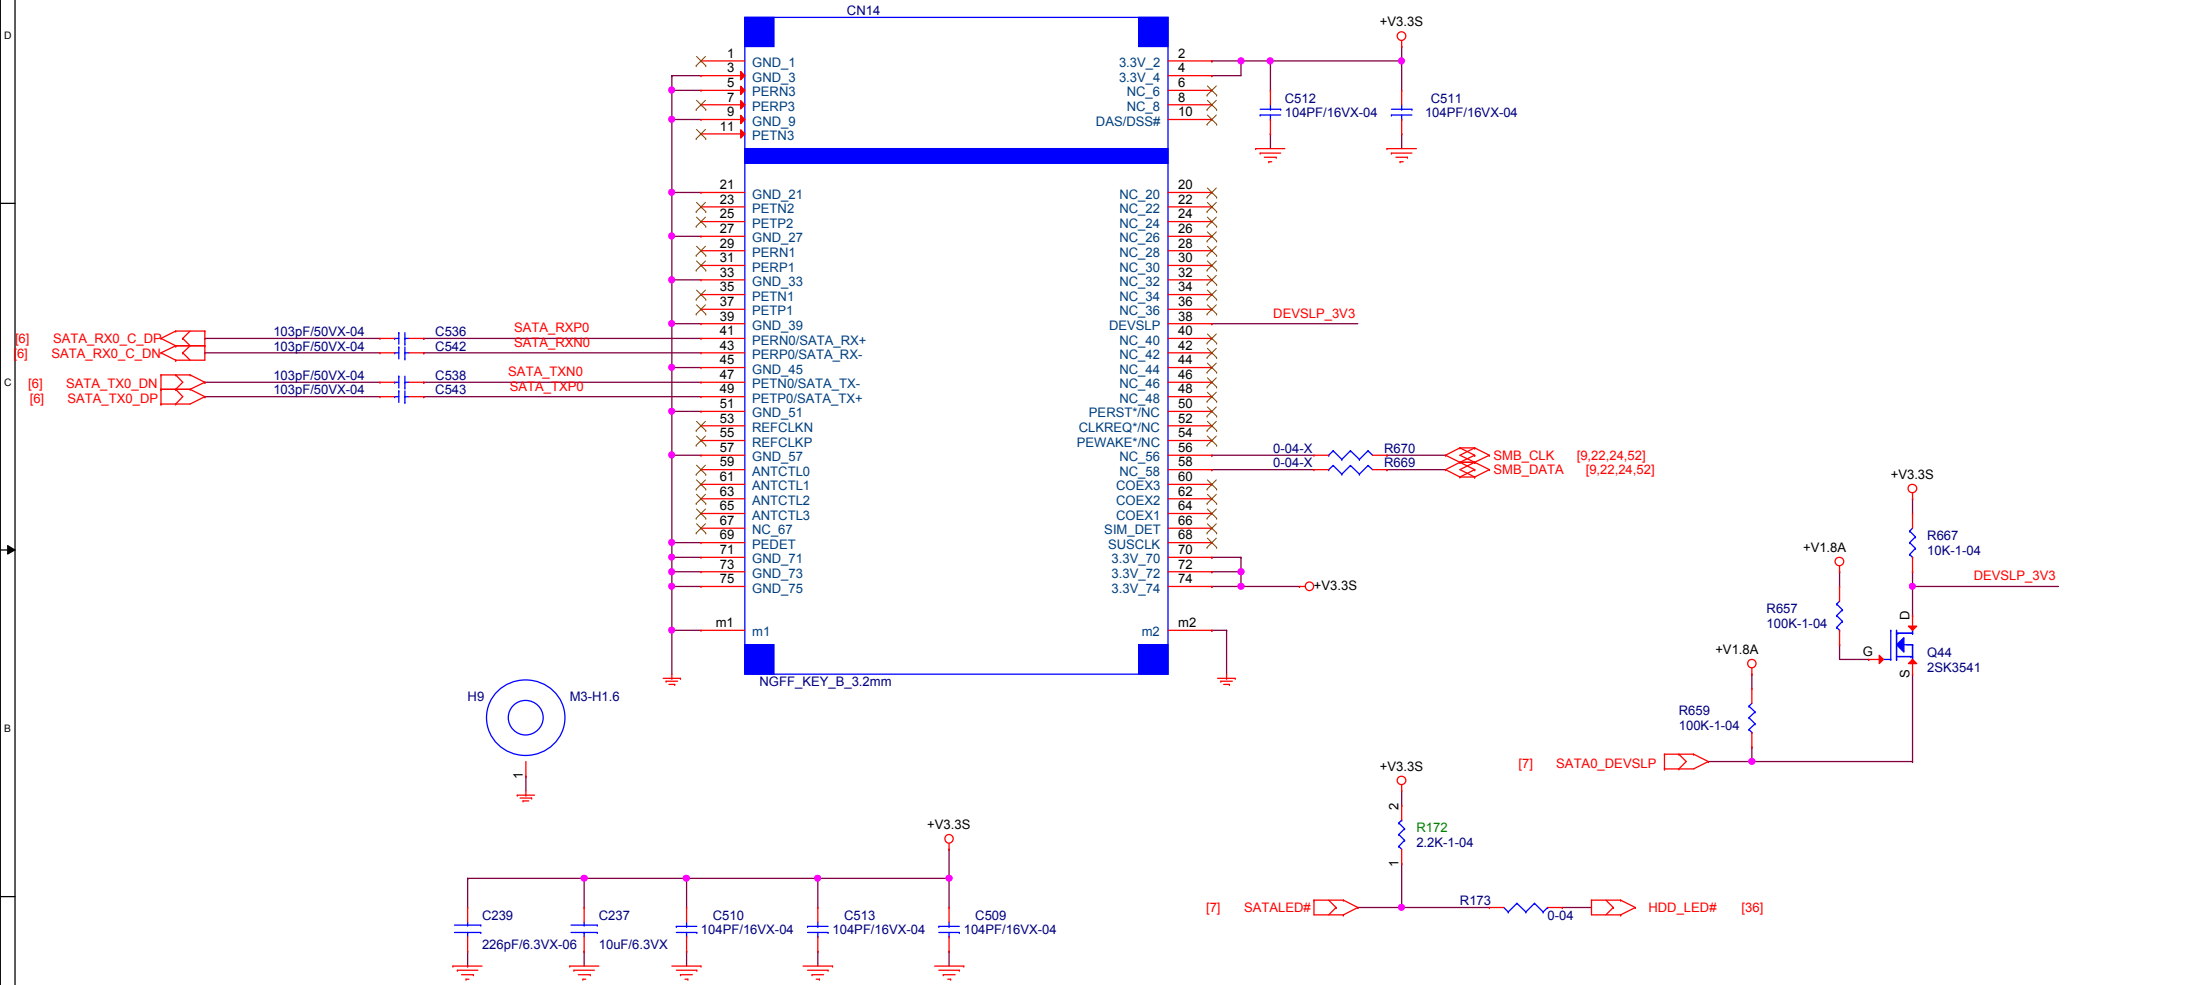 D
C
B
CN14
1 GND_1
3 GND_3
5 PERN3
7 PERP3
9 GND_9
11 PETN3
2 3.3V_2
4 3.3V_4
6 NC_6
8 NC_8
10 DAS/DSS#
+V3.3S
C512
104PF/16VX-04
C511
104PF/16VX-04
21 GND_21
23 PETN2
25 PETP2
27 GND_27
29 PERN1
31 PERP1
33 GND_33
35 PETN1
37 PETP1
39 GND_39
41 PERN0/SATA_RX+
43 PERP0/SATA_RX-
45 GND_45
47 PETN0/SATA_TX-
49 PETP0/SATA_TX+
51 GND_51
53 REFCLKN
55 REFCLKP
57 GND_57
59 ANTCTL0
61 ANTCTL1
63 ANTCTL2
65 ANTCTL3
67 NC_67
69 PEDET
71 GND_71
73 GND_73
75 GND_75
m1 m1
20 NC_20
22 NC_22
24 NC_24
26 NC_26
28 NC_28
30 NC_30
32 NC_32
34 NC_34
36 NC_36
38 DEVSLP
40 NC_40
42 NC_42
44 NC_44
46 NC_46
48 NC_48
50 PERST*/NC
52 CLKREQ*/NC
54 PEWAKE*/NC
56 NC_56
58 NC_58
60 COEX3
62 COEX2
64 COEX1
66 SIM_DET
68 SUSCLK
70 3.3V_70
72 3.3V_72
74 3.3V_74
m2 m2
NGFF_KEY_B_3.2mm
[6] SATA_RX0_C_DP 103pF/50VX-04 C536 SATA_RXP0
[6] SATA_RX0_C_DN 103pF/50VX-04 C542 SATA_RXN0
[6] SATA_TX0_DN 103pF/50VX-04 C538 SATA_TXN0
[6] SATA_TX0_DP 103pF/50VX-04 C543 SATA_TXP0
DEVSLP_3V3
0-04-X R670 SMB_CLK [9,22,24,52]
0-04-X R669 SMB_DATA [9,22,24,52]
+V3.3S
H9 M3-H1.6
1
+V3.3S
R667
10K-1-04
DEVSLP_3V3
+V1.8A
R657
100K-1-04
D
G
S
Q44
2SK3541
+V1.8A
R659
100K-1-04
[7] SATA0_DEVSLP
+V3.3S
2
R172
2.2K-1-04
1
[7] SATALED# R173 0-04 HDD_LED# [36]
+V3.3S
C239
226pF/6.3VX-06
C237
10uF/6.3VX
C510
104PF/16VX-04
C513
104PF/16VX-04
C509
104PF/16VX-04